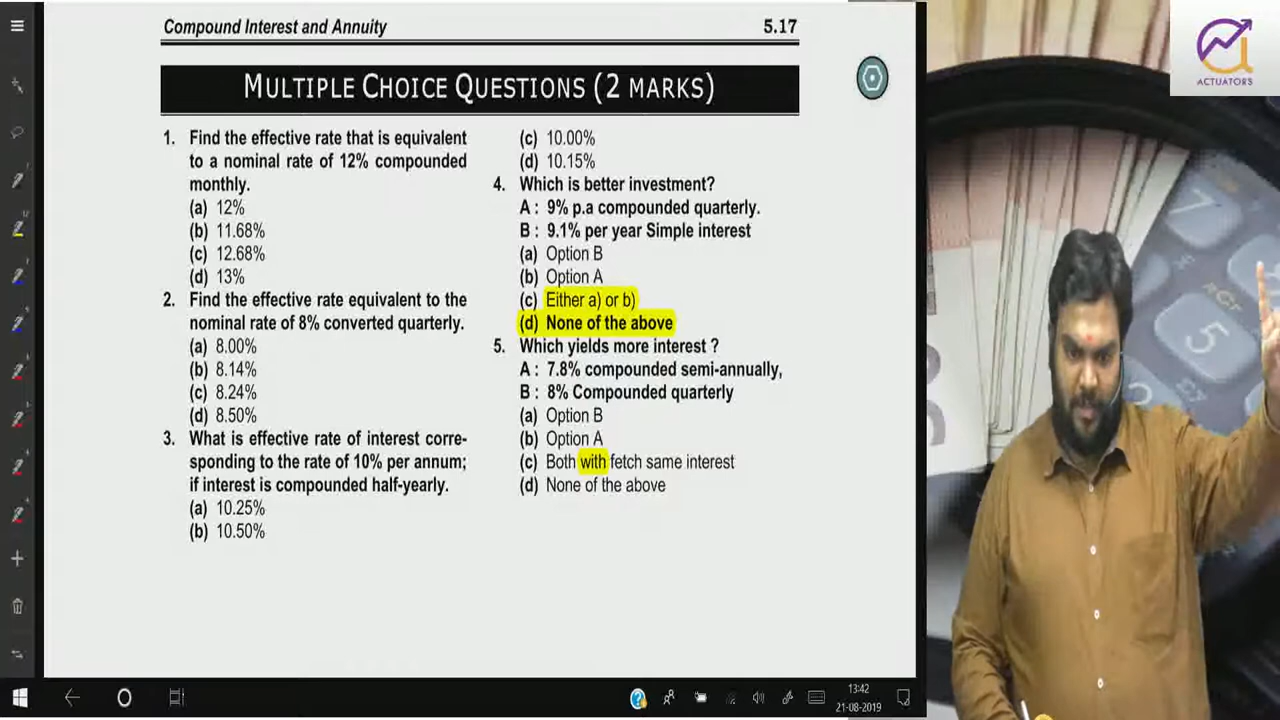 Compound Interest and Annuity
5.17
MULTIPLE CHOICE QUESTIONS (2 MARKS)
1. Find the effective rate that is equivalent
to a nominal rate of 12% compounded
monthly.
(a) 12%
(b) 11.68%
(c) 12.68%
(d) 13%
2. Find the effective rate equivalent to the
nominal rate of 8% converted quarterly.
(a) 8.00%
(b) 8.14%
(c) 8.24%
(d) 8.50%
3. What is effective rate of interest corre-
sponding to the rate of 10% per annum;
if interest is compounded half-yearly.
(a) 10.25%
(b) 10.50%
(c) 10.00%
(d) 10.15%
4. Which is better investment?
A : 9% p.a compounded quarterly.
B : 9.1% per year Simple interest
(a) Option B
(b) Option A
(c) Either a) or b)
(d) None of the above
5. Which yields more interest ?
A : 7.8% compounded semi-annually,
B : 8% Compounded quarterly
(a) Option B
(b) Option A
(c) Both with fetch same interest
(d) None of the above
ACTUATORS
7
5
13:42
21-08-2019